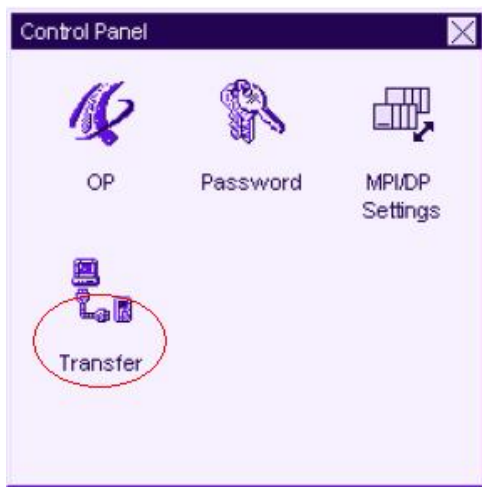 Control Panel
OP
Password
MPI/DP
Settings
Transfer